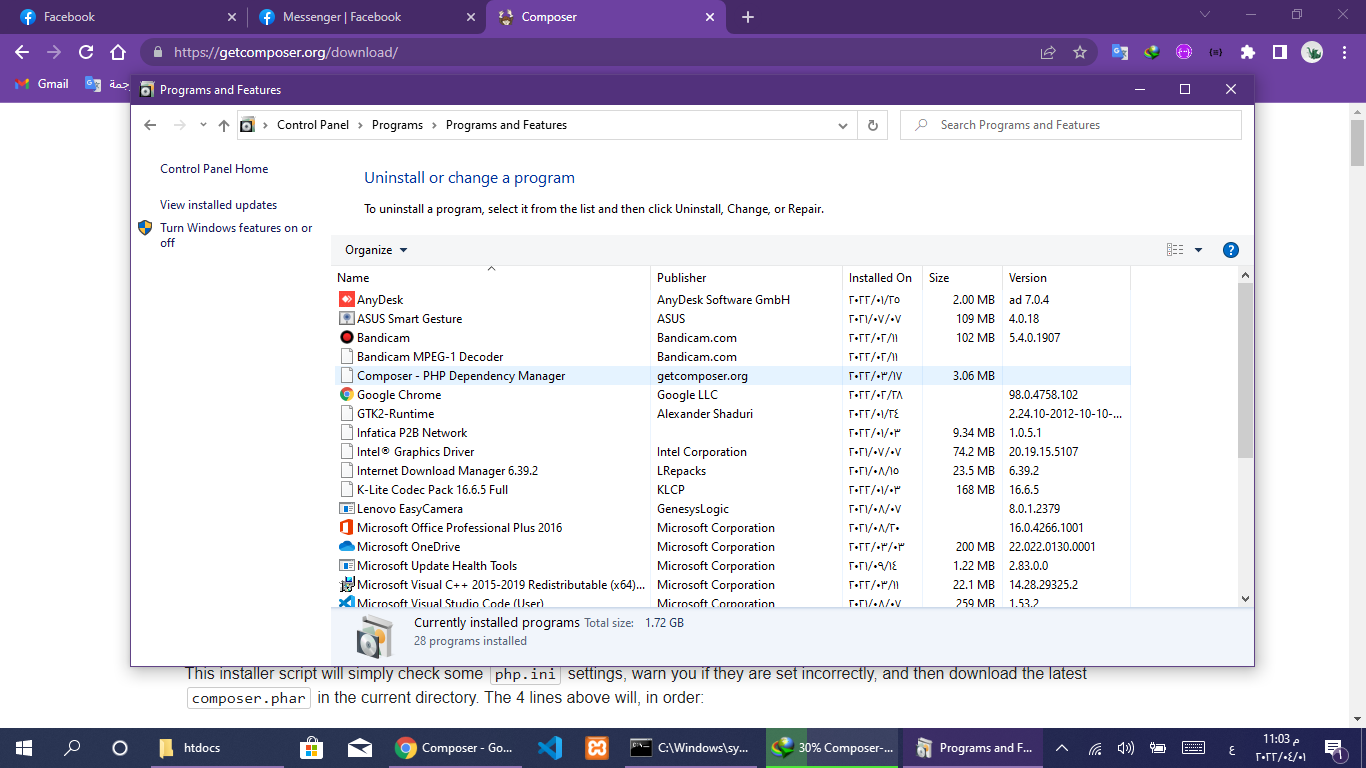 Facebook
Messenger | Facebook
Composer
https://getcomposer.org/download/
Gmail
Programs and Features
Control Panel > Programs > Programs and Features
Search Programs and Features
Control Panel Home
View installed updates
Turn Windows features on or
off
Uninstall or change a program
To uninstall a program, select it from the list and then click Uninstall, Change, or Repair.
Organize
Name Publisher Installed On Size Version
AnyDesk AnyDesk Software GmbH ٢٠٢٢/٠١/٢٥ 2.00 MB ad 7.0.4
ASUS Smart Gesture ASUS ٢٠٢١/٠٧/٠٧ 109 MB 4.0.18
Bandicam Bandicam.com ٢٠٢٢/٠٢/١١ 102 MB 5.4.0.1907
Bandicam MPEG-1 Decoder Bandicam.com ٢٠٢٢/٠٢/١١
Composer - PHP Dependency Manager getcomposer.org ٢٠٢٢/٠٣/١٧ 3.06 MB
Google Chrome Google LLC ٢٠٢٢/٠٢/٢٨ 98.0.4758.102
GTK2-Runtime Alexander Shaduri ٢٠٢٢/٠١/٢٤ 2.24.10-2012-10-10-...
Infatica P2B Network ٢٠٢٢/٠١/٠٣ 9.34 MB 1.0.5.1
Intel® Graphics Driver Intel Corporation ٢٠٢١/٠٧/٠٧ 74.2 MB 20.19.15.5107
Internet Download Manager 6.39.2 LRepacks ٢٠٢١/٠٨/١٥ 23.5 MB 6.39.2
K-Lite Codec Pack 16.6.5 Full KLCP ٢٠٢٢/٠١/٠٣ 168 MB 16.6.5
Lenovo EasyCamera GenesysLogic ٢٠٢١/٠٨/٠٧ 8.0.1.2379
Microsoft Office Professional Plus 2016 Microsoft Corporation ٢٠٢١/٠٨/٢٠ 16.0.4266.1001
Microsoft OneDrive Microsoft Corporation ٢٠٢٢/٠٣/٠٣ 200 MB 22.022.0130.0001
Microsoft Update Health Tools Microsoft Corporation ٢٠٢١/٠٩/١٤ 1.22 MB 2.83.0.0
Microsoft Visual C++ 2015-2019 Redistributable (x64)... Microsoft Corporation ٢٠٢٢/٠٣/١١ 22.1 MB 14.28.29325.2
Microsoft Visual Studio Code (User) Microsoft Corporation ٢٠٢١/٠٨/٠٧ 259 MB 1.53.2
Currently installed programs Total size: 1.72 GB
28 programs installed
This installer script will simply check some php.ini settings, warn you if they are set incorrectly, and then download the latest
composer.phar in the current directory. The 4 lines above will, in order:
htdocs
Composer - Go...
C:\Windows\sy...
30% Composer-...
Programs and F...
ع
11:03 م
٢٠٢٢/٠٤/٠١
1